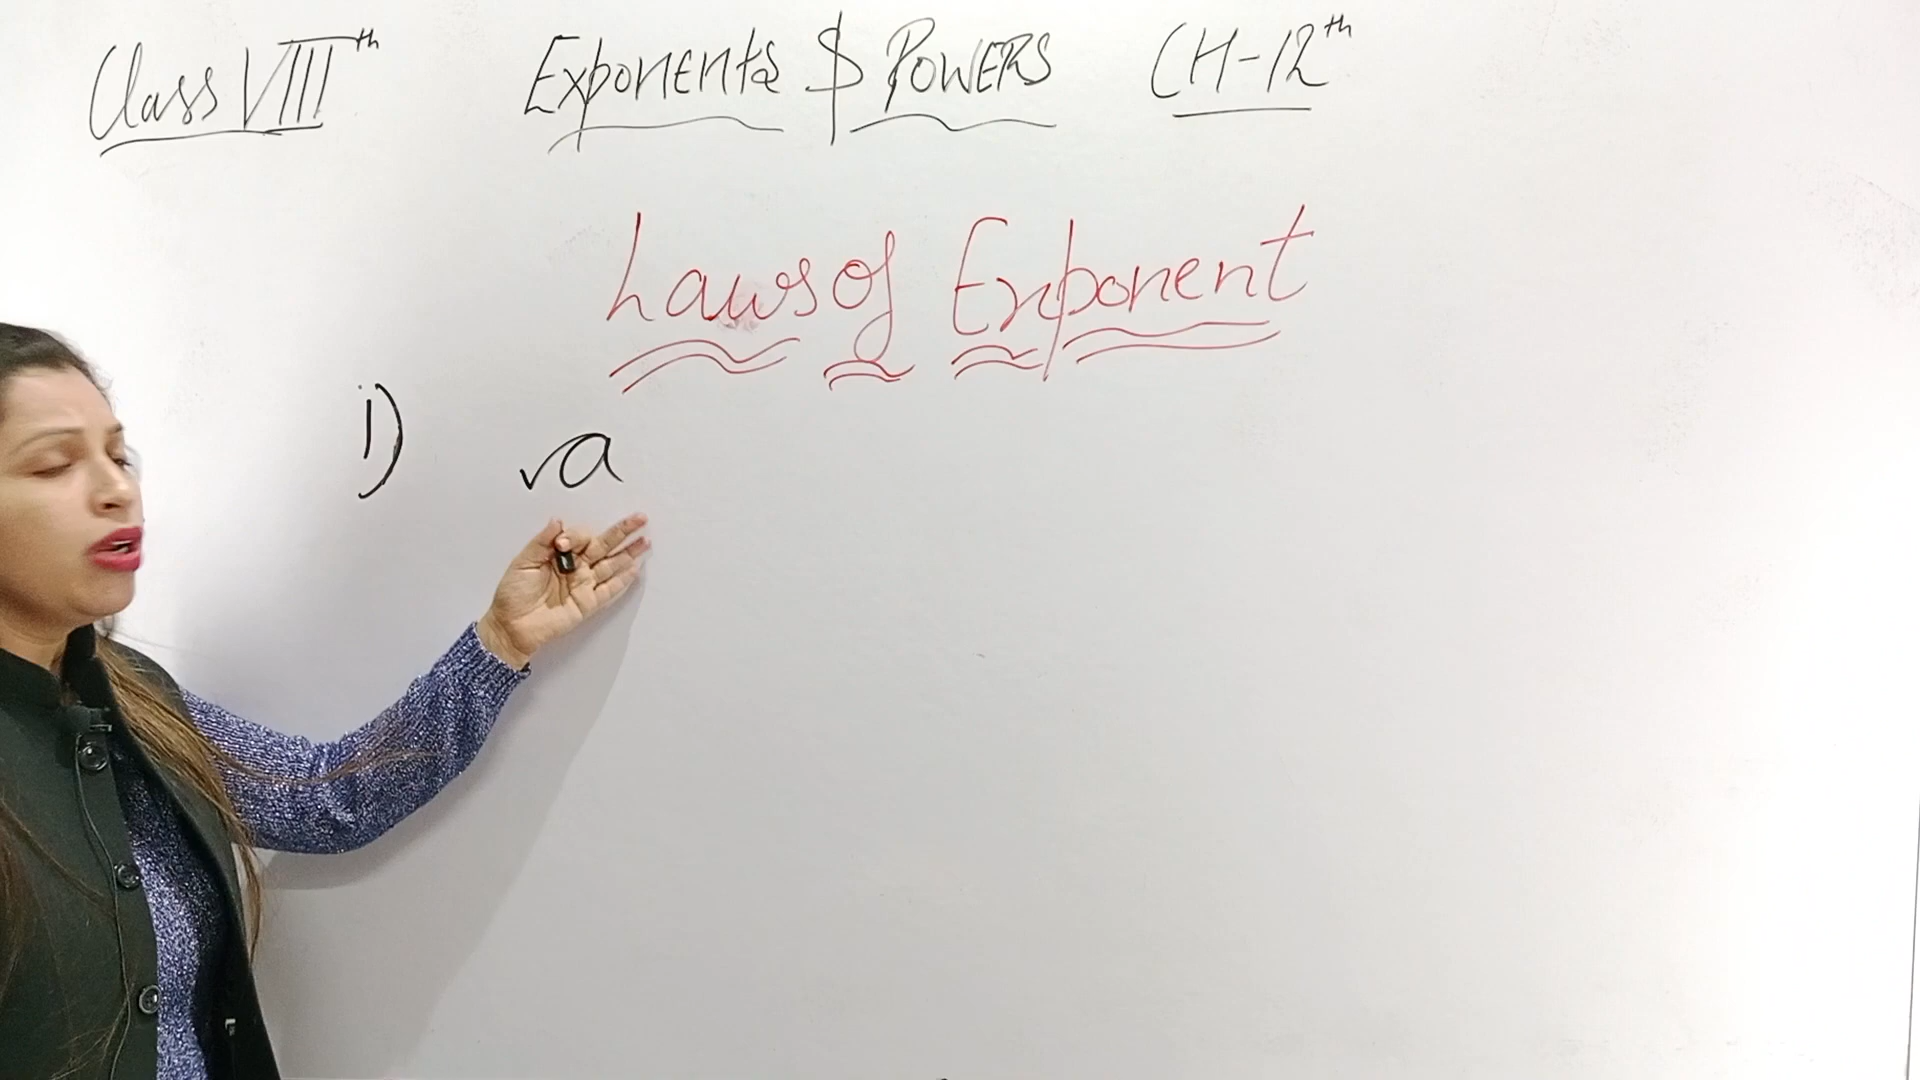 Class VIIIth Exponents $ POWERS CH-12th
Laws of Exponent
i) √a